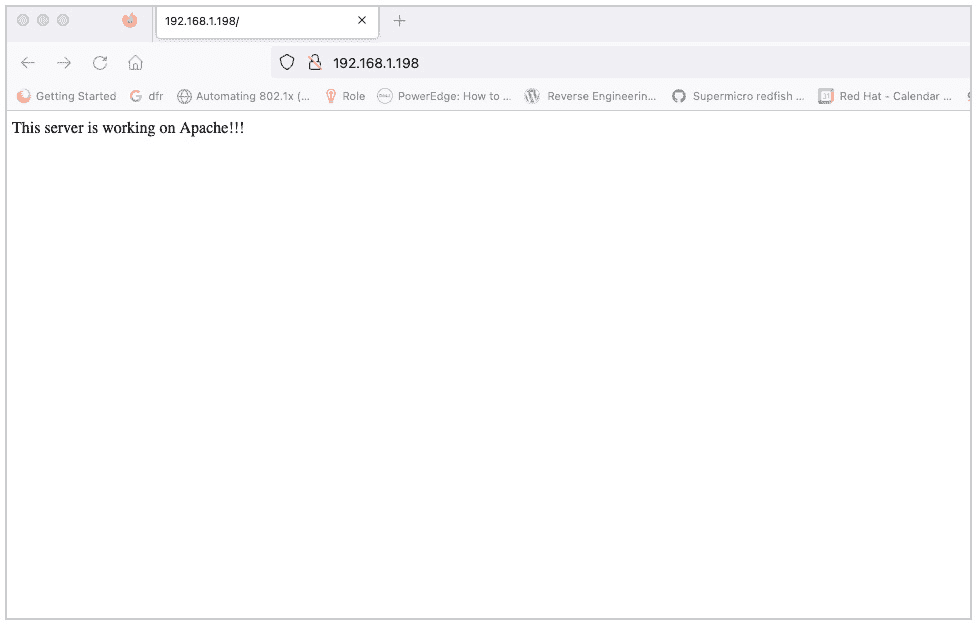 192.168.1.198/
192.168.1.198
Getting Started dfr Automating 802.1x (... Role PowerEdge: How to ... Reverse Engineerin... Supermicro redfish ... Red Hat - Calendar ...
This server is working on Apache!!!